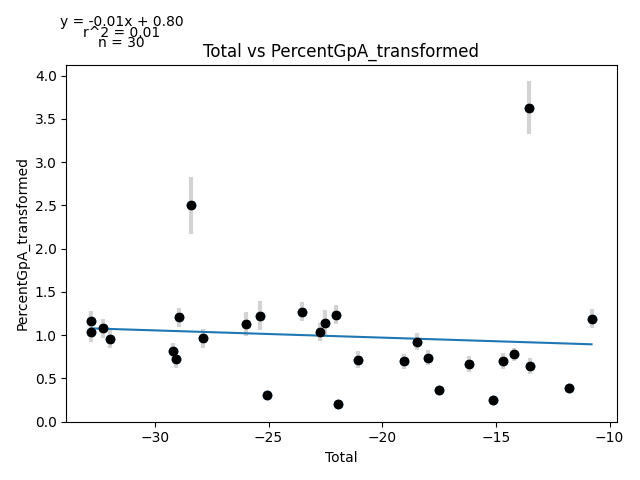 y = -0.01x + 0.80
r^2 = 0.01
n = 30
Total vs PercentGpA_transformed
PercentGpA_transformed
4.0
3.5
3.0
2.5
2.0
1.5
1.0
0.5
0.0
−30
−25
−20
−15
−10
Total